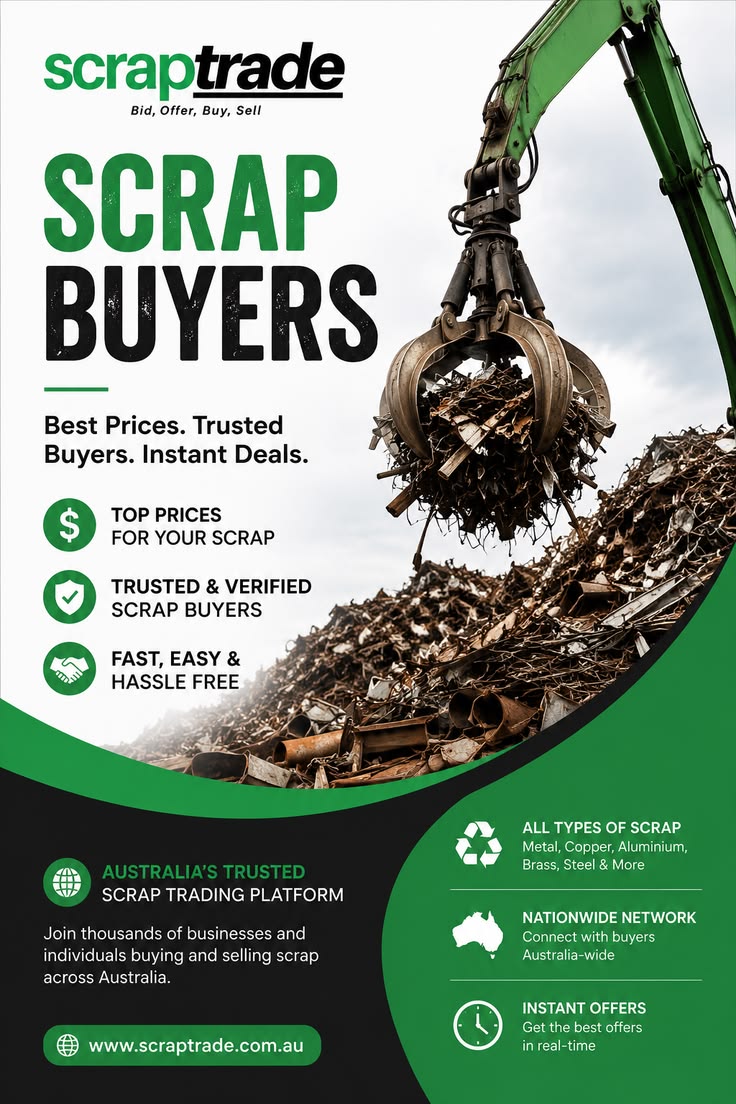 scraptrade
Bid, Offer, Buy, Sell
SCRAP
BUYERS
Best Prices. Trusted
Buyers. Instant Deals.
$
TOP PRICES
FOR YOUR SCRAP
TRUSTED & VERIFIED
SCRAP BUYERS
FAST, EASY &
HASSLE FREE
AUSTRALIA'S TRUSTED
SCRAP TRADING PLATFORM
Join thousands of businesses and
individuals buying and selling scrap
across Australia.
www.scraptrade.com.au
ALL TYPES OF SCRAP
Metal, Copper, Aluminium,
Brass, Steel & More
NATIONWIDE NETWORK
Connect with buyers
Australia-wide
INSTANT OFFERS
Get the best offers
in real-time